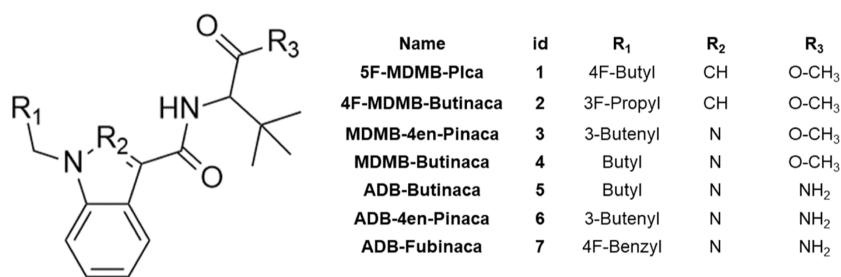 O
R3
R1
HN
R2
N
O
Name id R1 R2 R3
5F-MDMB-PIca 1 4F-Butyl CH O-CH3
4F-MDMB-Butinaca 2 3F-Propyl CH O-CH3
MDMB-4en-Pinaca 3 3-Butenyl N O-CH3
MDMB-Butinaca 4 Butyl N O-CH3
ADB-Butinaca 5 Butyl N NH2
ADB-4en-Pinaca 6 3-Butenyl N NH2
ADB-Fubinaca 7 4F-Benzyl N NH2